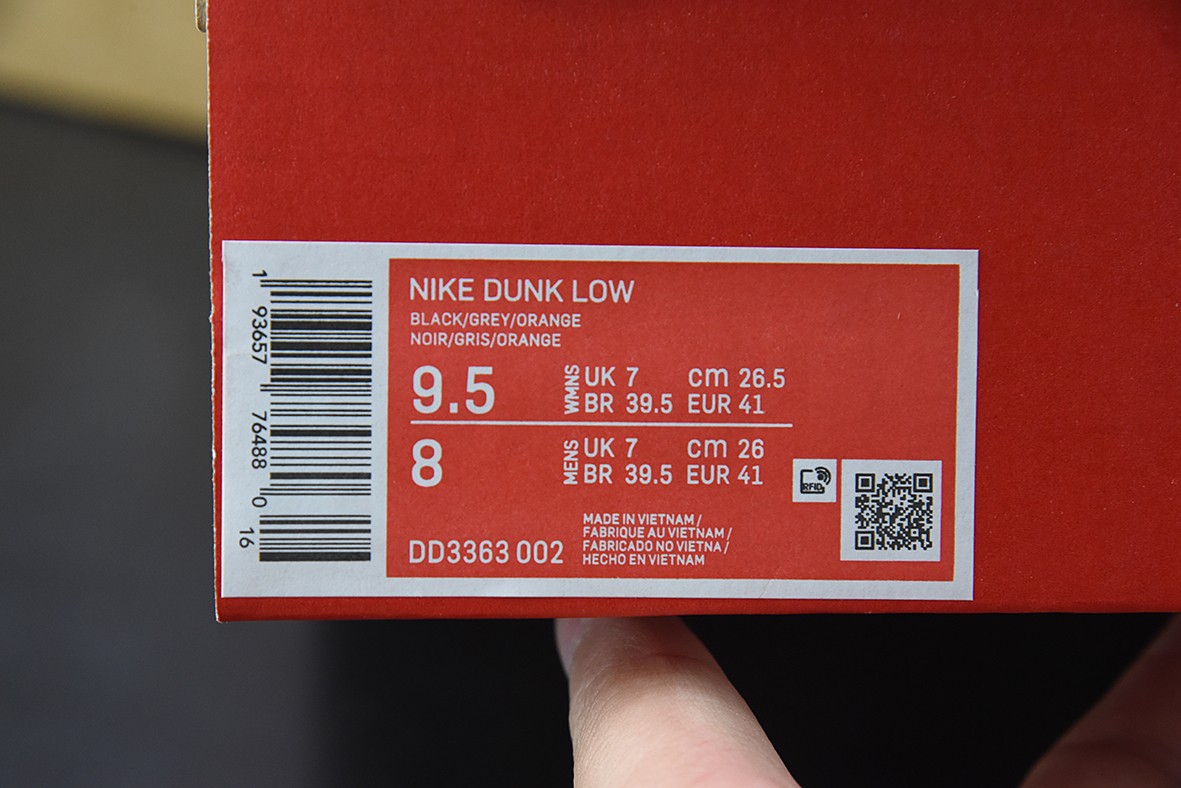 NIKE DUNK LOW
BLACK/GREY/ORANGE
NOIR/GRIS/ORANGE
9.5 WMNS UK 7 cm 26.5
BR 39.5 EUR 41
8 MENS UK 7 cm 26
BR 39.5 EUR 41
RFID
DD3363 002
MADE IN VIETNAM /
FABRIQUE AU VIETNAM /
FABRICADO NO VIETNA /
HECHO EN VIETNAM
1 93657 76488 0 16